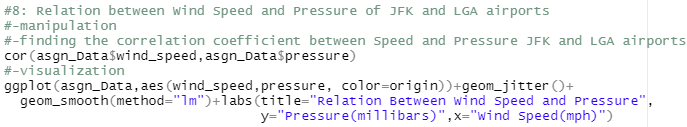 #8: Relation between Wind Speed and Pressure of JFK and LGA airports
#-manipulation
#-finding the correlation coefficient between Speed and Pressure JFK and LGA airports
cor(asgn_Data$wind_speed,asgn_Data$pressure)
#-visualization
ggplot(asgn_Data,aes(wind_speed,pressure, color=origin))+geom_jitter()+
  geom_smooth(method="lm")+labs(title="Relation Between Wind Speed and Pressure",
                                y="Pressure(millibars)",x="Wind Speed(mph)")